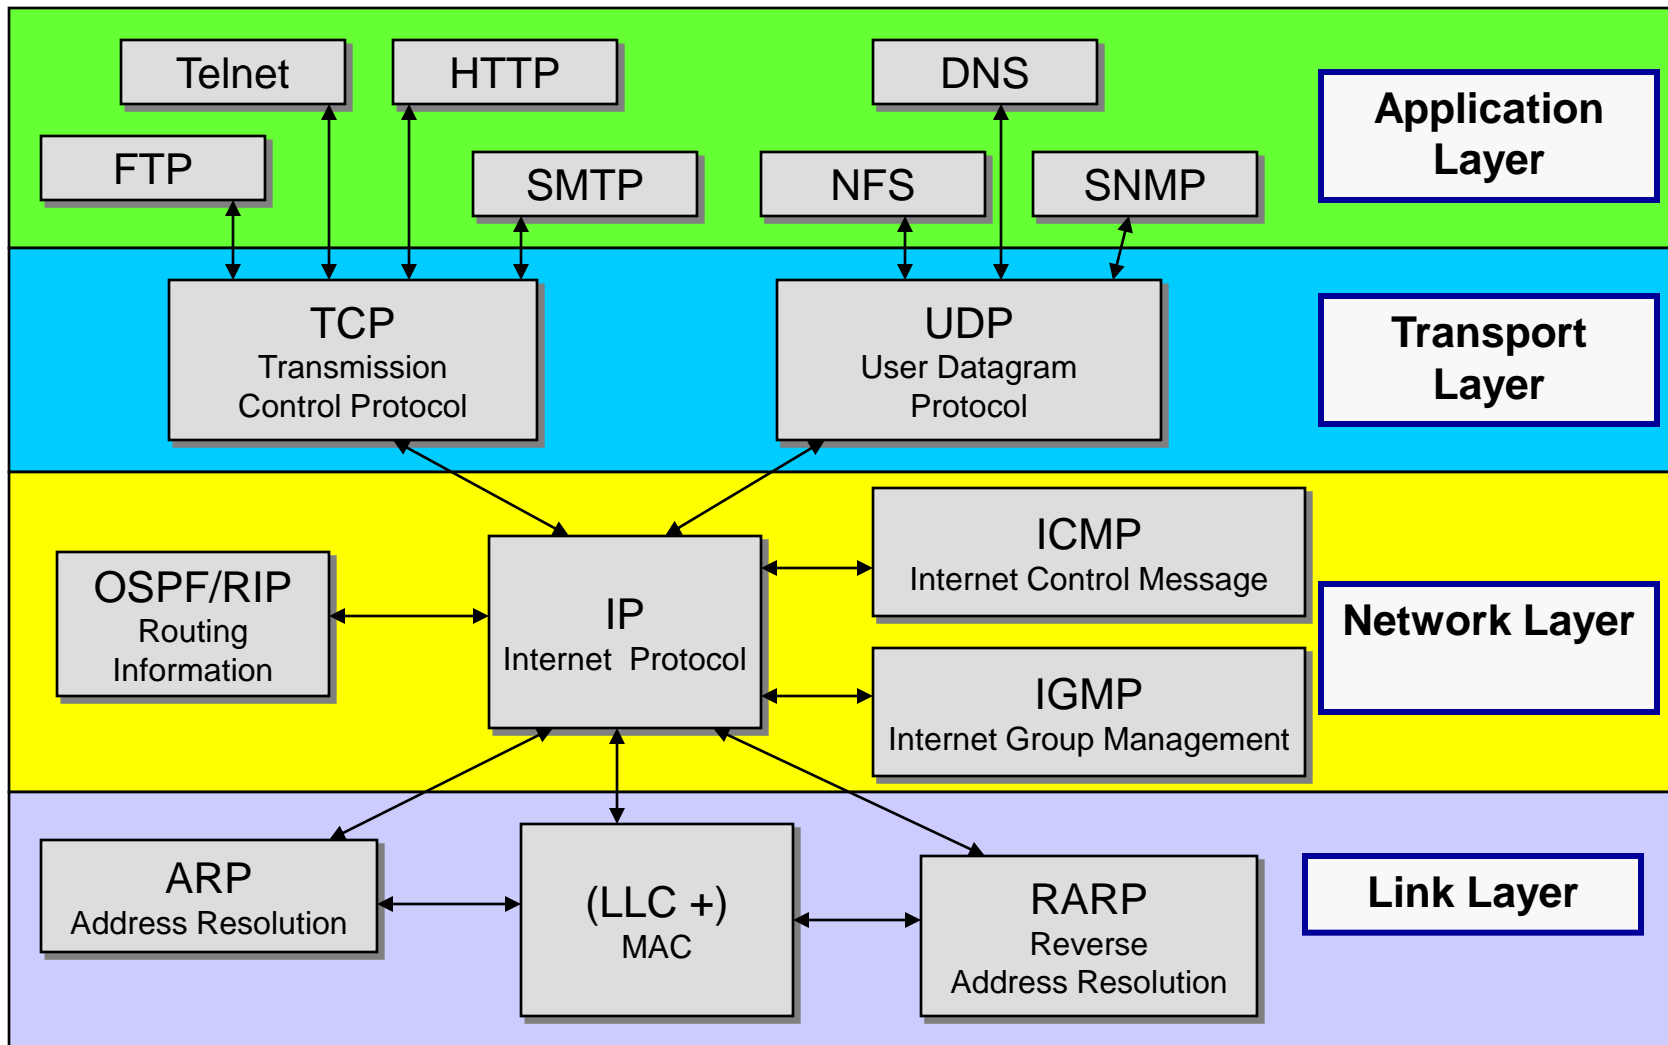 Telnet
HTTP
DNS
Application
Layer
FTP
SMTP
NFS
SNMP
TCP
Transmission
Control Protocol
UDP
User Datagram
Protocol
Transport
Layer
OSPF/RIP
Routing
Information
IP
Internet Protocol
ICMP
Internet Control Message
IGMP
Internet Group Management
Network Layer
ARP
Address Resolution
(LLC +)
MAC
RARP
Reverse
Address Resolution
Link Layer